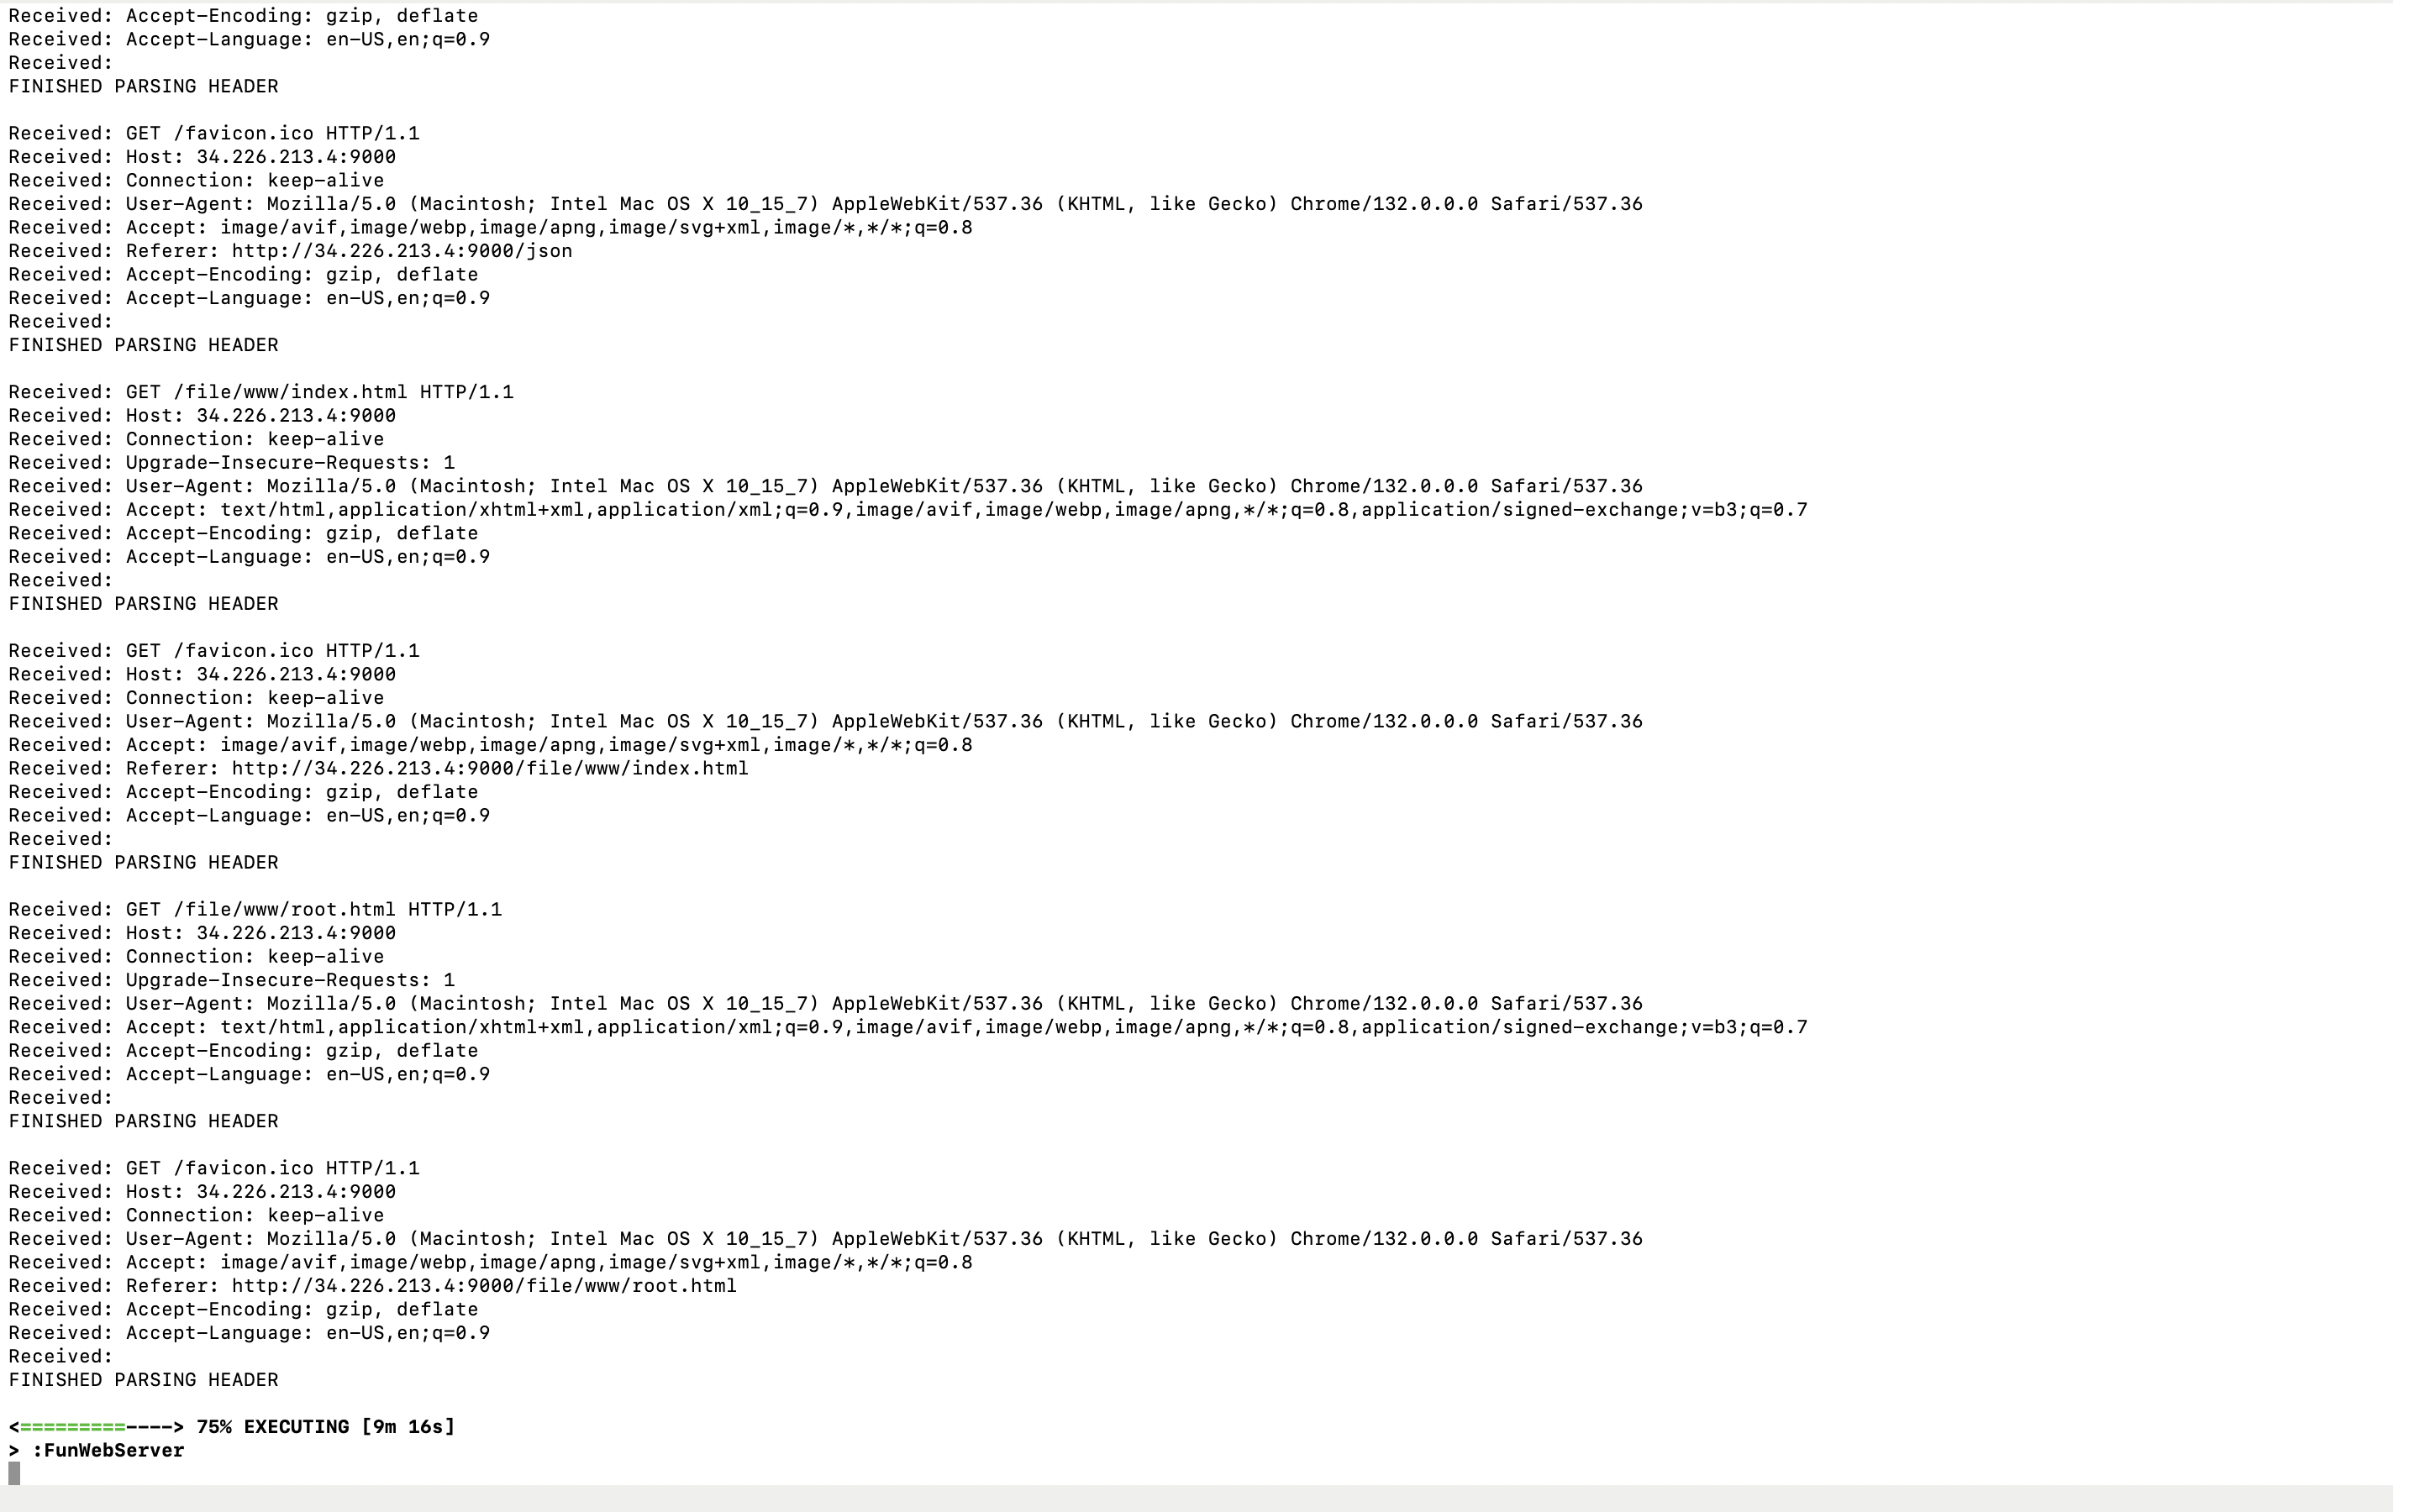 Received: Accept-Encoding: gzip, deflate
Received: Accept-Language: en-US,en;q=0.9
Received:
FINISHED PARSING HEADER

Received: GET /favicon.ico HTTP/1.1
Received: Host: 34.226.213.4:9000
Received: Connection: keep-alive
Received: User-Agent: Mozilla/5.0 (Macintosh; Intel Mac OS X 10_15_7) AppleWebKit/537.36 (KHTML, like Gecko) Chrome/132.0.0.0 Safari/537.36
Received: Accept: image/avif,image/webp,image/apng,image/svg+xml,image/*,*/*;q=0.8
Received: Referer: http://34.226.213.4:9000/json
Received: Accept-Encoding: gzip, deflate
Received: Accept-Language: en-US,en;q=0.9
Received:
FINISHED PARSING HEADER

Received: GET /file/www/index.html HTTP/1.1
Received: Host: 34.226.213.4:9000
Received: Connection: keep-alive
Received: Upgrade-Insecure-Requests: 1
Received: User-Agent: Mozilla/5.0 (Macintosh; Intel Mac OS X 10_15_7) AppleWebKit/537.36 (KHTML, like Gecko) Chrome/132.0.0.0 Safari/537.36
Received: Accept: text/html,application/xhtml+xml,application/xml;q=0.9,image/avif,image/webp,image/apng,*/*;q=0.8,application/signed-exchange;v=b3;q=0.7
Received: Accept-Encoding: gzip, deflate
Received: Accept-Language: en-US,en;q=0.9
Received:
FINISHED PARSING HEADER

Received: GET /favicon.ico HTTP/1.1
Received: Host: 34.226.213.4:9000
Received: Connection: keep-alive
Received: User-Agent: Mozilla/5.0 (Macintosh; Intel Mac OS X 10_15_7) AppleWebKit/537.36 (KHTML, like Gecko) Chrome/132.0.0.0 Safari/537.36
Received: Accept: image/avif,image/webp,image/apng,image/svg+xml,image/*,*/*;q=0.8
Received: Referer: http://34.226.213.4:9000/file/www/index.html
Received: Accept-Encoding: gzip, deflate
Received: Accept-Language: en-US,en;q=0.9
Received:
FINISHED PARSING HEADER

Received: GET /file/www/root.html HTTP/1.1
Received: Host: 34.226.213.4:9000
Received: Connection: keep-alive
Received: Upgrade-Insecure-Requests: 1
Received: User-Agent: Mozilla/5.0 (Macintosh; Intel Mac OS X 10_15_7) AppleWebKit/537.36 (KHTML, like Gecko) Chrome/132.0.0.0 Safari/537.36
Received: Accept: text/html,application/xhtml+xml,application/xml;q=0.9,image/avif,image/webp,image/apng,*/*;q=0.8,application/signed-exchange;v=b3;q=0.7
Received: Accept-Encoding: gzip, deflate
Received: Accept-Language: en-US,en;q=0.9
Received:
FINISHED PARSING HEADER

Received: GET /favicon.ico HTTP/1.1
Received: Host: 34.226.213.4:9000
Received: Connection: keep-alive
Received: User-Agent: Mozilla/5.0 (Macintosh; Intel Mac OS X 10_15_7) AppleWebKit/537.36 (KHTML, like Gecko) Chrome/132.0.0.0 Safari/537.36
Received: Accept: image/avif,image/webp,image/apng,image/svg+xml,image/*,*/*;q=0.8
Received: Referer: http://34.226.213.4:9000/file/www/root.html
Received: Accept-Encoding: gzip, deflate
Received: Accept-Language: en-US,en;q=0.9
Received:
FINISHED PARSING HEADER

<=========----> 75% EXECUTING [9m 16s]
> :FunWebServer